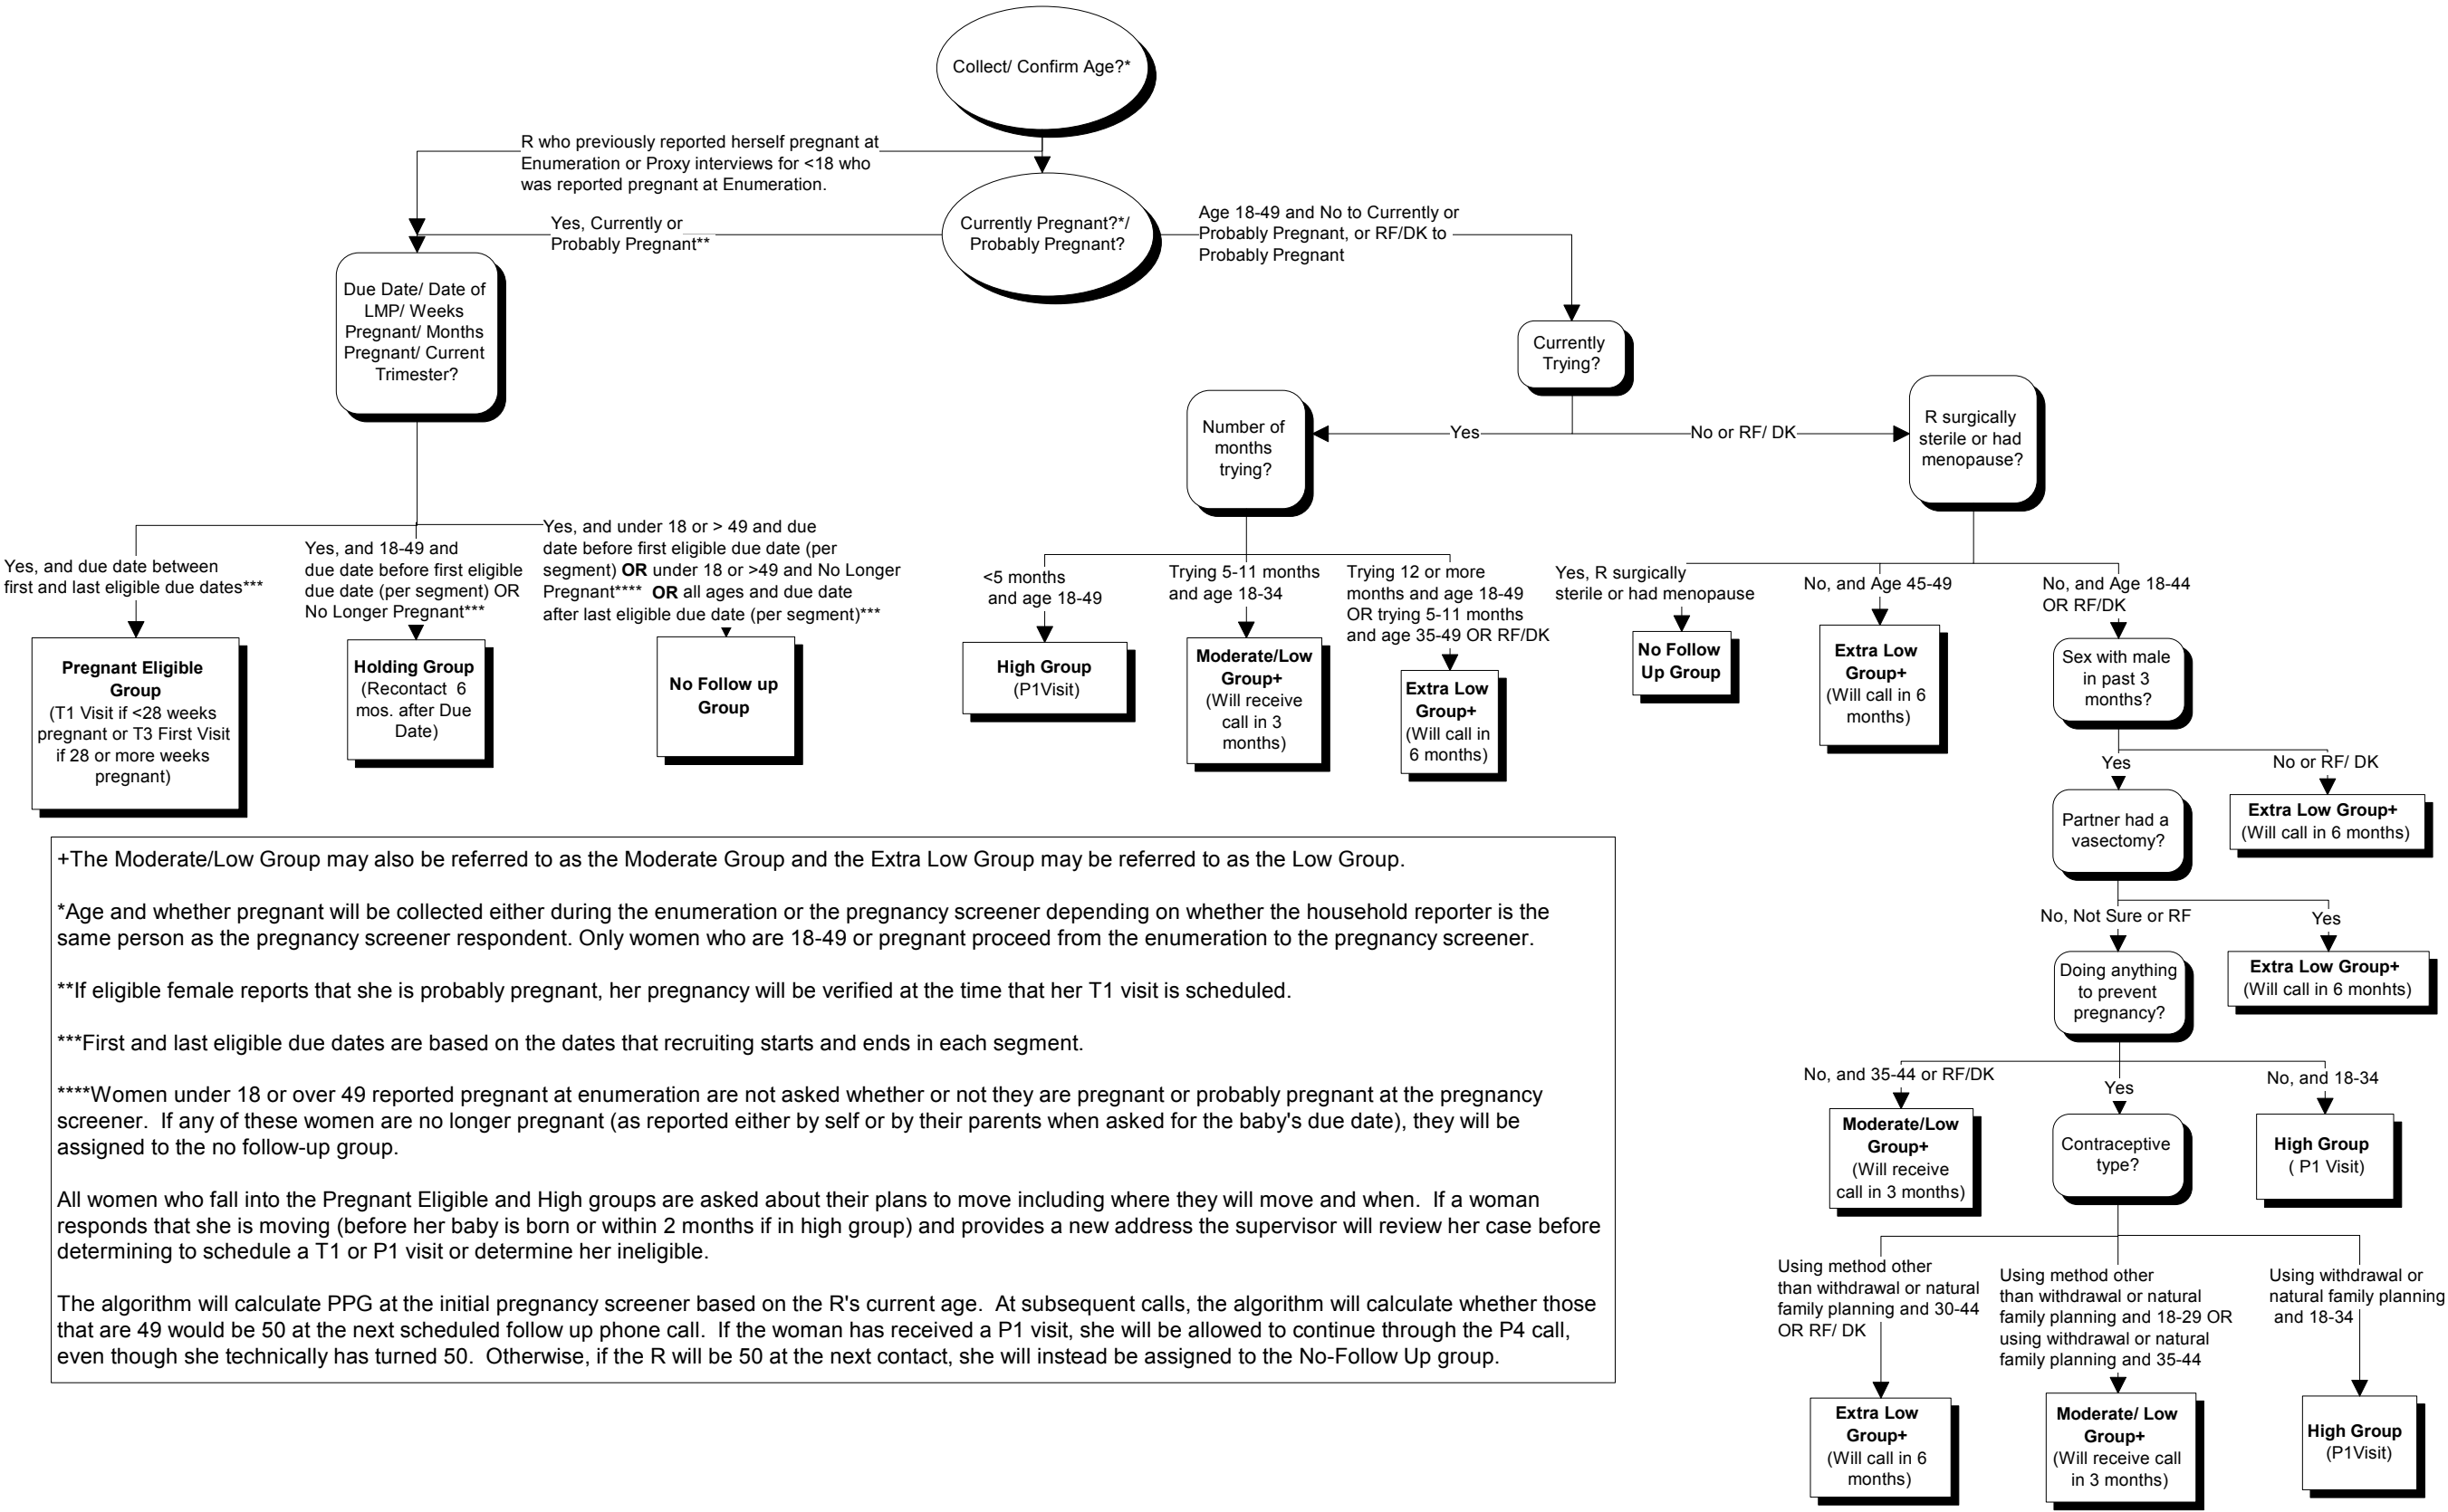 Collect/ Confirm Age?*
R who previously reported herself pregnant at
Enumeration or Proxy interviews for <18 who
was reported pregnant at Enumeration.
Currently Pregnant?*/
Probably Pregnant?
Yes, Currently or
Probably Pregnant**
Age 18-49 and No to Currently or
Probably Pregnant, or RF/DK to
Probably Pregnant
Due Date/ Date of
LMP/ Weeks
Pregnant/ Months
Pregnant/ Current
Trimester?
Currently
Trying?
Yes
No or RF/ DK
Number of
months
trying?
R surgically
sterile or had
menopause?
Yes, and due date between
first and last eligible due dates***
Yes, and 18-49 and
due date before first eligible
due date (per segment) OR
No Longer Pregnant***
Yes, and under 18 or > 49 and due
date before first eligible due date (per
segment) OR under 18 or >49 and No Longer
Pregnant**** OR all ages and due date
after last eligible due date (per segment)***
<5 months
and age 18-49
Trying 5-11 months
and age 18-34
Trying 12 or more
months and age 18-49
OR trying 5-11 months
and age 35-49 OR RF/DK
Yes, R surgically
sterile or had menopause
No, and Age 45-49
No, and Age 18-44
OR RF/DK
Pregnant Eligible
Group
(T1 Visit if <28 weeks
pregnant or T3 First Visit
if 28 or more weeks
pregnant)
Holding Group
(Recontact 6
mos. after Due
Date)
No Follow up
Group
High Group
(P1Visit)
Moderate/Low
Group+
(Will receive
call in 3
months)
Extra Low
Group+
(Will call in
6 months)
No Follow
Up Group
Extra Low
Group+
(Will call in 6
months)
Sex with male
in past 3
months?
Yes
No or RF/ DK
Partner had a
vasectomy?
Extra Low Group+
(Will call in 6 months)
No, Not Sure or RF
Yes
Doing anything
to prevent
pregnancy?
Extra Low Group+
(Will call in 6 monhts)
No, and 35-44 or RF/DK
Yes
No, and 18-34
Moderate/Low
Group+
(Will receive
call in 3 months)
Contraceptive
type?
High Group
( P1 Visit)
Using method other
than withdrawal or natural
family planning and 30-44
OR RF/ DK
Using method other
than withdrawal or natural
family planning and 18-29 OR
using withdrawal or natural
family planning and 35-44
Using withdrawal or
natural family planning
and 18-34
Extra Low
Group+
(Will call in 6
months)
Moderate/ Low
Group+
(Will receive call
in 3 months)
High Group
(P1Visit)
+The Moderate/Low Group may also be referred to as the Moderate Group and the Extra Low Group may be referred to as the Low Group.
*Age and whether pregnant will be collected either during the enumeration or the pregnancy screener depending on whether the household reporter is the
same person as the pregnancy screener respondent. Only women who are 18-49 or pregnant proceed from the enumeration to the pregnancy screener.
**If eligible female reports that she is probably pregnant, her pregnancy will be verified at the time that her T1 visit is scheduled.
***First and last eligible due dates are based on the dates that recruiting starts and ends in each segment.
****Women under 18 or over 49 reported pregnant at enumeration are not asked whether or not they are pregnant or probably pregnant at the pregnancy
screener. If any of these women are no longer pregnant (as reported either by self or by their parents when asked for the baby's due date), they will be
assigned to the no follow-up group.
All women who fall into the Pregnant Eligible and High groups are asked about their plans to move including where they will move and when. If a woman
responds that she is moving (before her baby is born or within 2 months if in high group) and provides a new address the supervisor will review her case before
determining to schedule a T1 or P1 visit or determine her ineligible.
The algorithm will calculate PPG at the initial pregnancy screener based on the R's current age. At subsequent calls, the algorithm will calculate whether those
that are 49 would be 50 at the next scheduled follow up phone call. If the woman has received a P1 visit, she will be allowed to continue through the P4 call,
even though she technically has turned 50. Otherwise, if the R will be 50 at the next contact, she will instead be assigned to the No-Follow Up group.